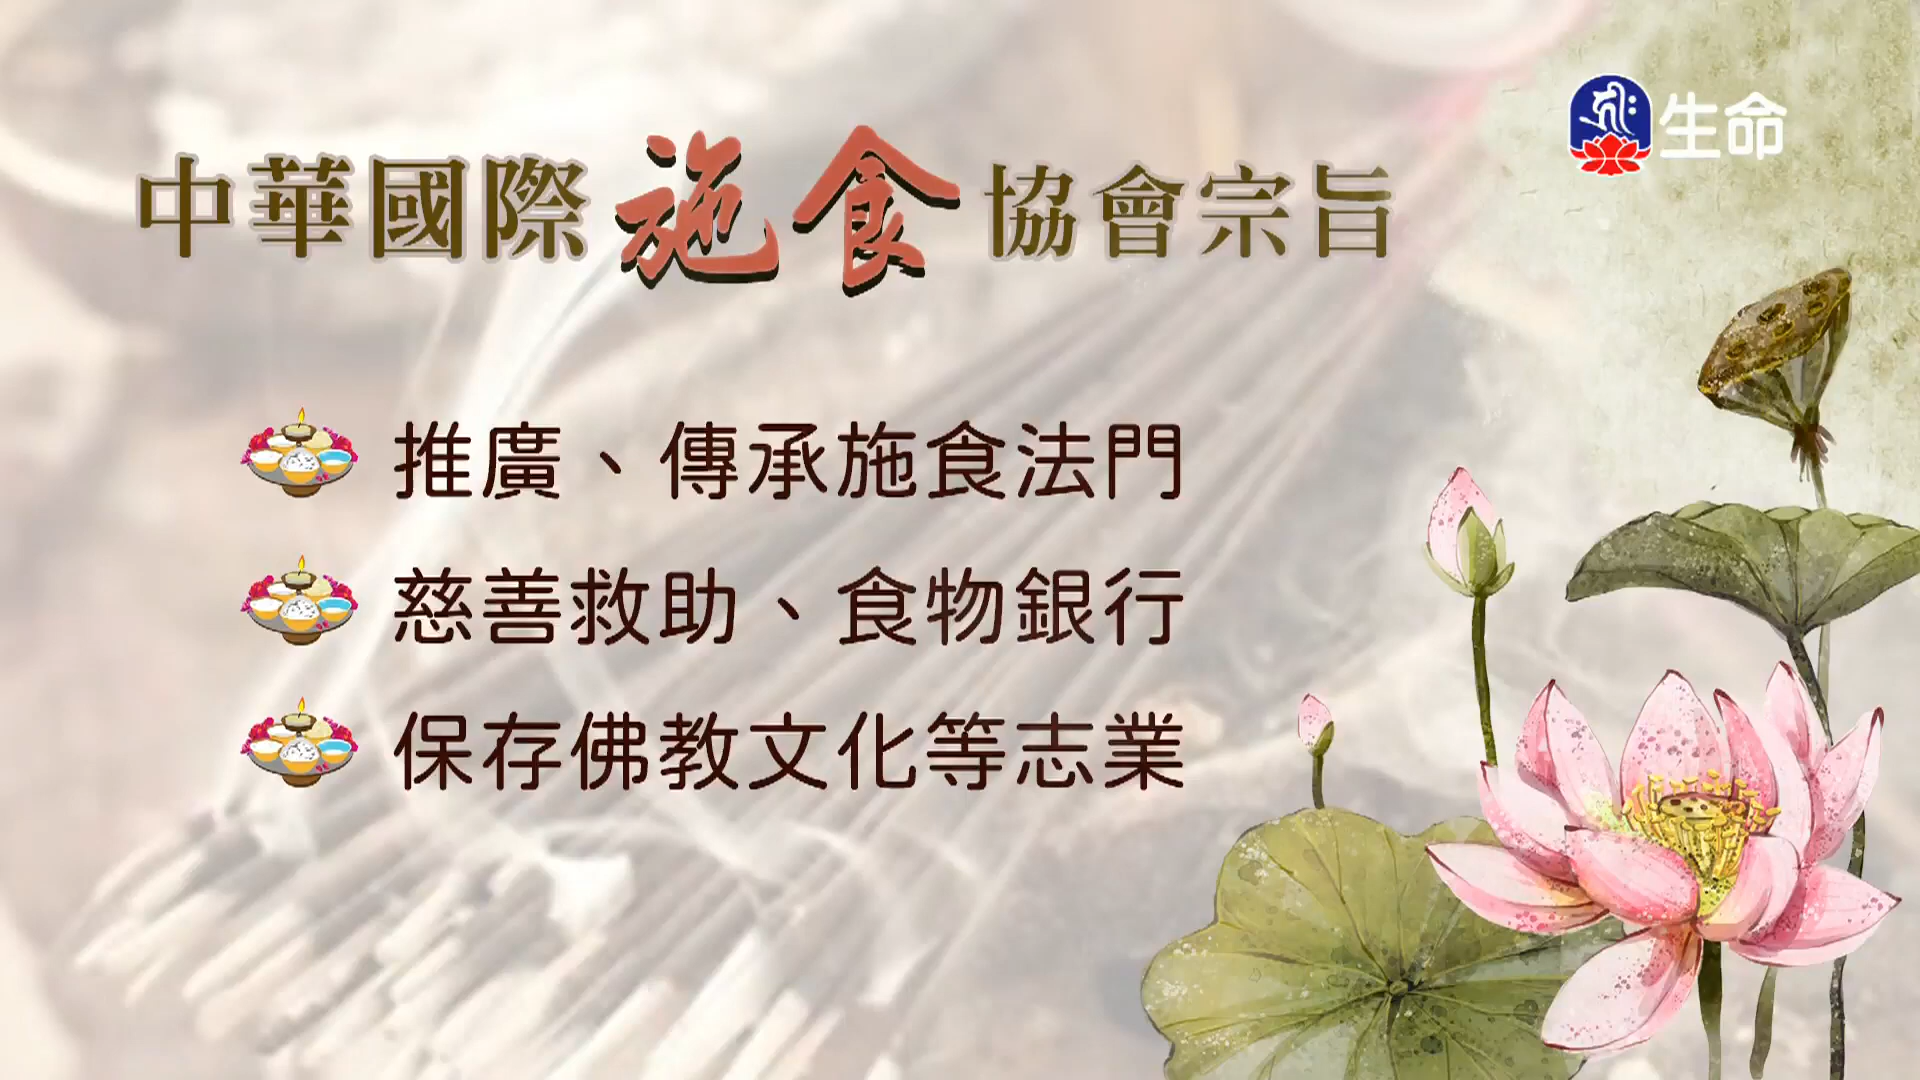 生命
中華國際施食協會宗旨
推廣、傳承施食法門
慈善救助、食物銀行
保存佛教文化等志業